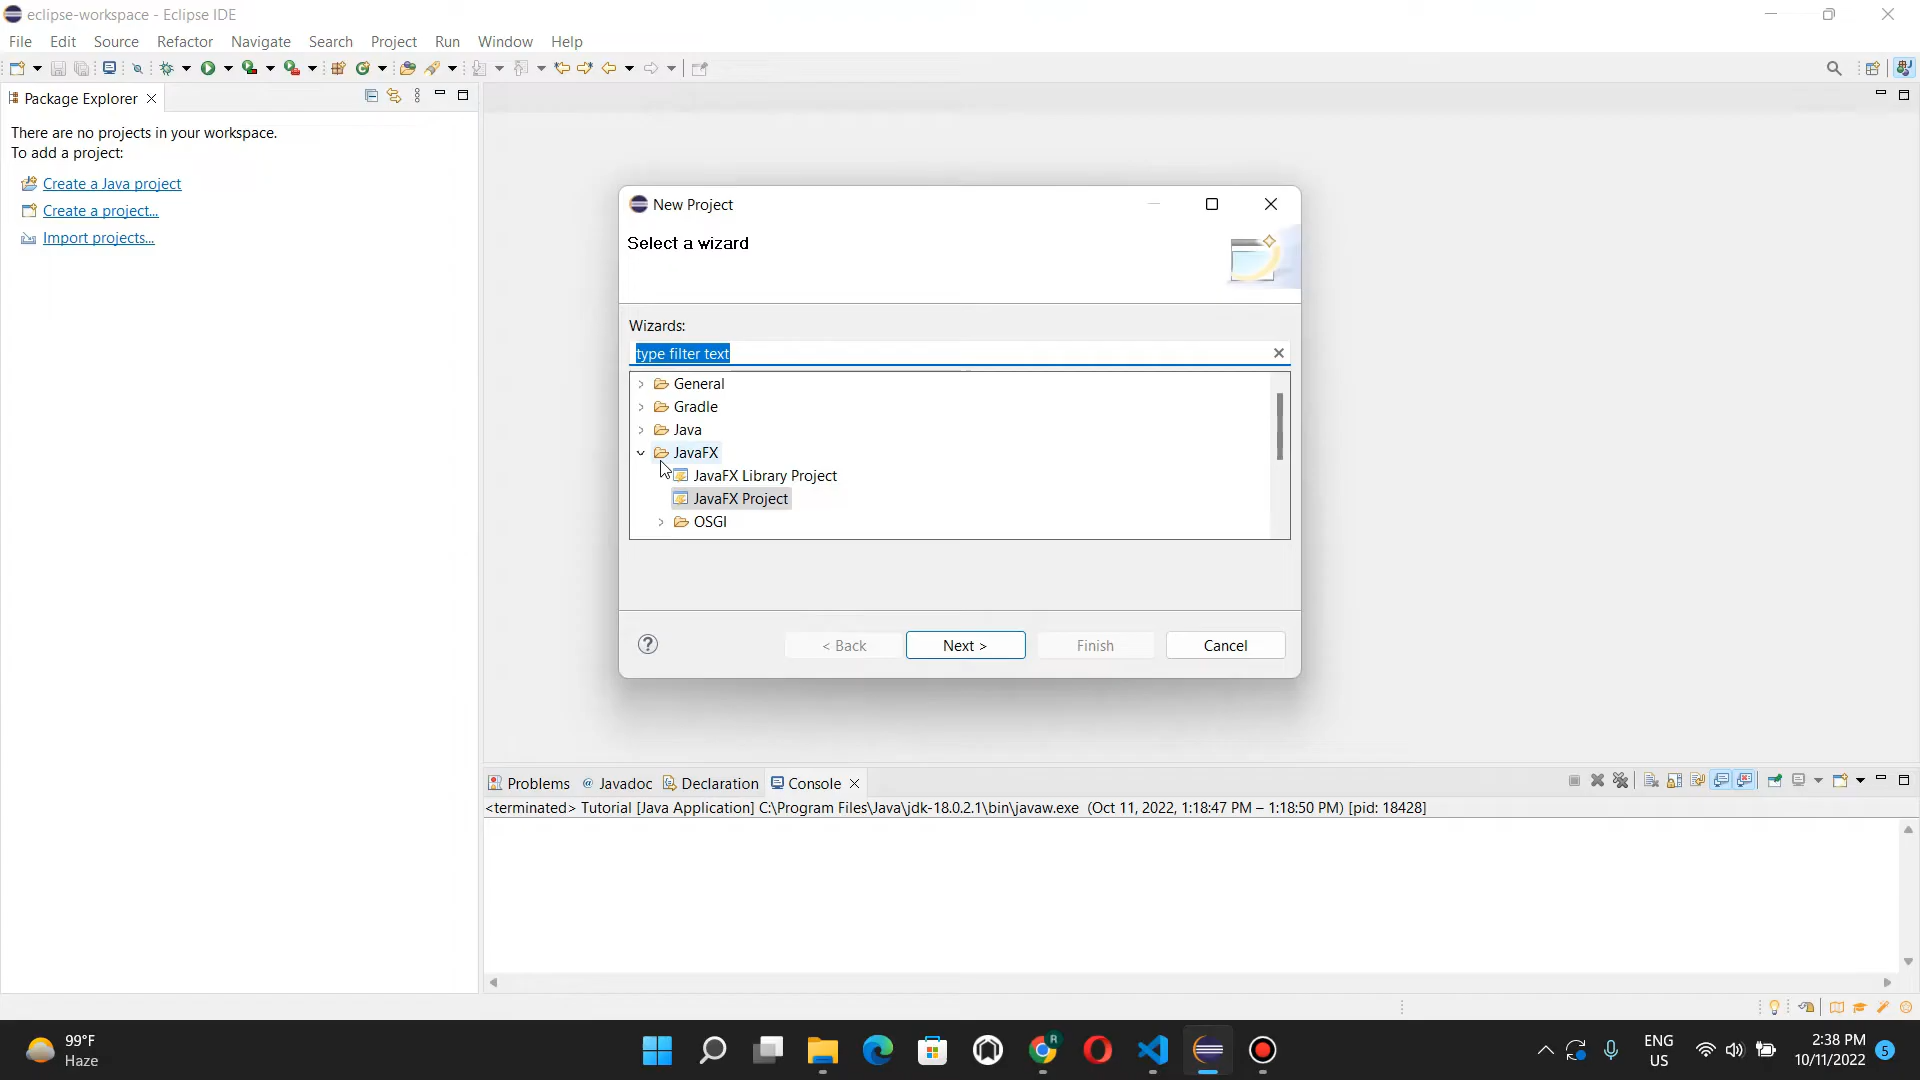 eclipse-workspace - Eclipse IDE
File Edit Source Refactor Navigate Search Project Run Window Help
Package Explorer
There are no projects in your workspace.
To add a project:
Create a Java project
Create a project...
Import projects...
New Project
Select a wizard
Wizards:
type filter text
General
Gradle
Java
JavaFX
JavaFX Library Project
JavaFX Project
OSGI
< Back Next > Finish Cancel
Problems Javadoc Declaration Console
<terminated> Tutorial [Java Application] C:\Program Files\Java\jdk-18.0.2.1\bin\javaw.exe (Oct 11, 2022, 1:18:47 PM – 1:18:50 PM) [pid: 18428]
99°F
Haze
ENG
US
2:38 PM
10/11/2022
5
R